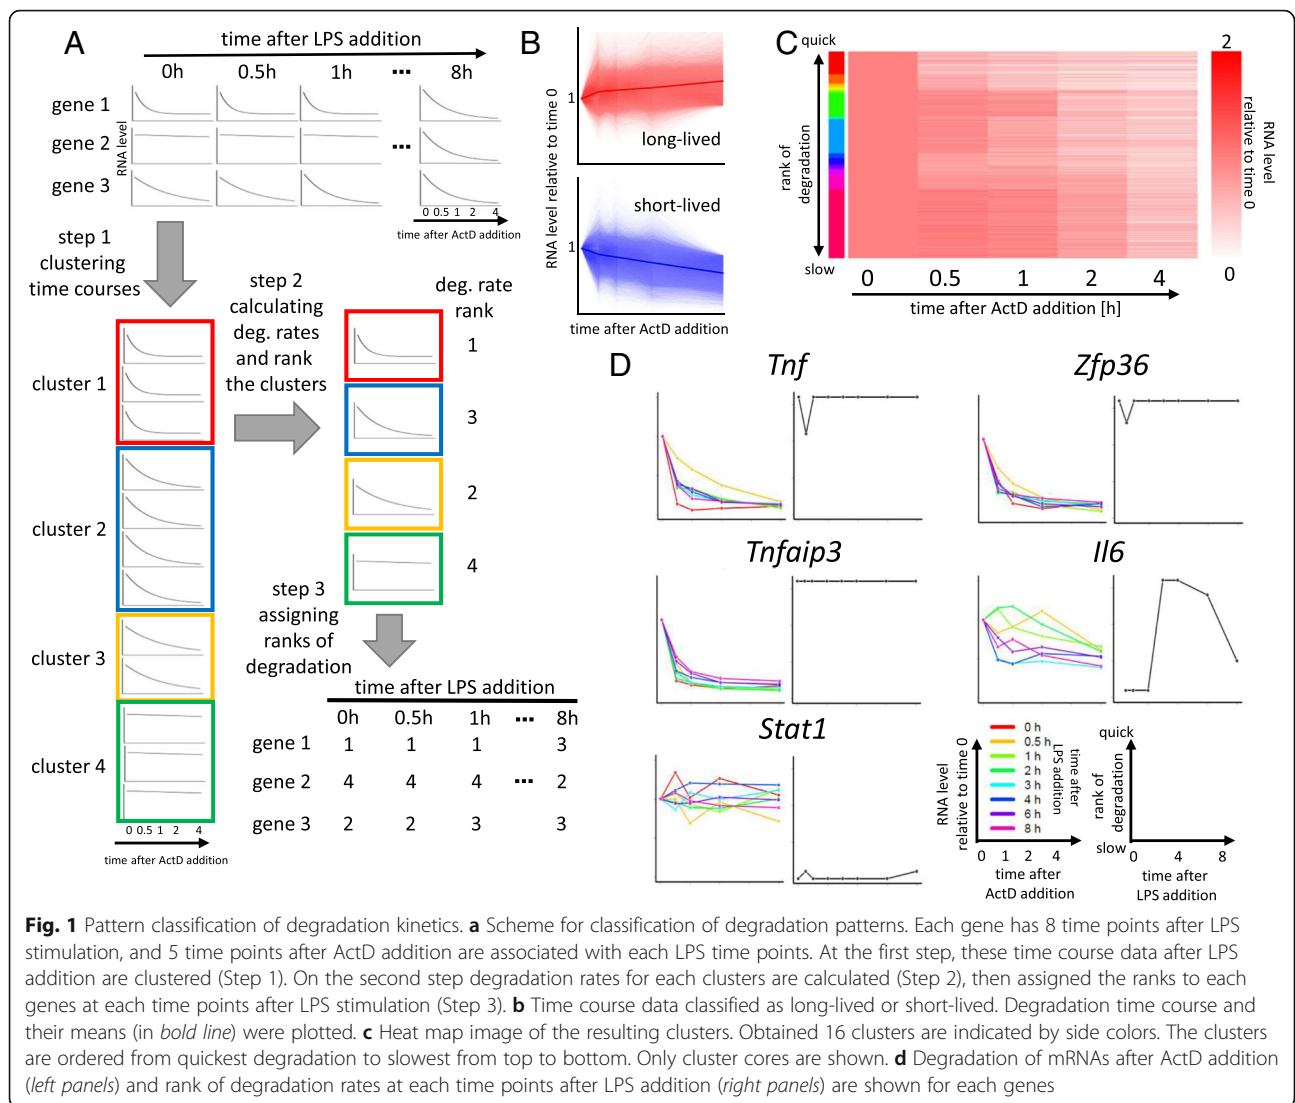 A
time after LPS addition
0h 0.5h 1h ... 8h
gene 1
gene 2
gene 3
RNA level
0 0.5 1 2 4
time after ActD addition
step 1
clustering
time courses
cluster 1
cluster 2
cluster 3
cluster 4
0 0.5 1 2 4
time after ActD addition
step 2
calculating
deg. rates
and rank
the clusters
deg. rate
rank
1
3
2
4
step 3
assigning
ranks of
degradation
time after LPS addition
0h 0.5h 1h ... 8h
gene 1 1 1 1 3
gene 2 4 4 4 ... 2
gene 3 2 2 3 3
B
RNA level relative to time 0
1
long-lived
1
short-lived
time after ActD addition
C
quick
rank of
degradation
slow
0 0.5 1 2 4
time after ActD addition [h]
2
RNA level
relative to time 0
0
D
Tnf
Zfp36
Tnfaip3
Il6
Stat1
RNA level
relative to time 0
0 h
0.5 h
1 h
2 h
3 h
4 h
6 h
8 h
time after
LPS addition
0 1 2 4
time after
ActD addition
quick
rank of
degradation
slow
0 4 8
time after
LPS addition
Fig. 1 Pattern classification of degradation kinetics. a Scheme for classification of degradation patterns. Each gene has 8 time points after LPS
stimulation, and 5 time points after ActD addition are associated with each LPS time points. At the first step, these time course data after LPS
addition are clustered (Step 1). On the second step degradation rates for each clusters are calculated (Step 2), then assigned the ranks to each
genes at each time points after LPS stimulation (Step 3). b Time course data classified as long-lived or short-lived. Degradation time course and
their means (in bold line) were plotted. c Heat map image of the resulting clusters. Obtained 16 clusters are indicated by side colors. The clusters
are ordered from quickest degradation to slowest from top to bottom. Only cluster cores are shown. d Degradation of mRNAs after ActD addition
(left panels) and rank of degradation rates at each time points after LPS addition (right panels) are shown for each genes